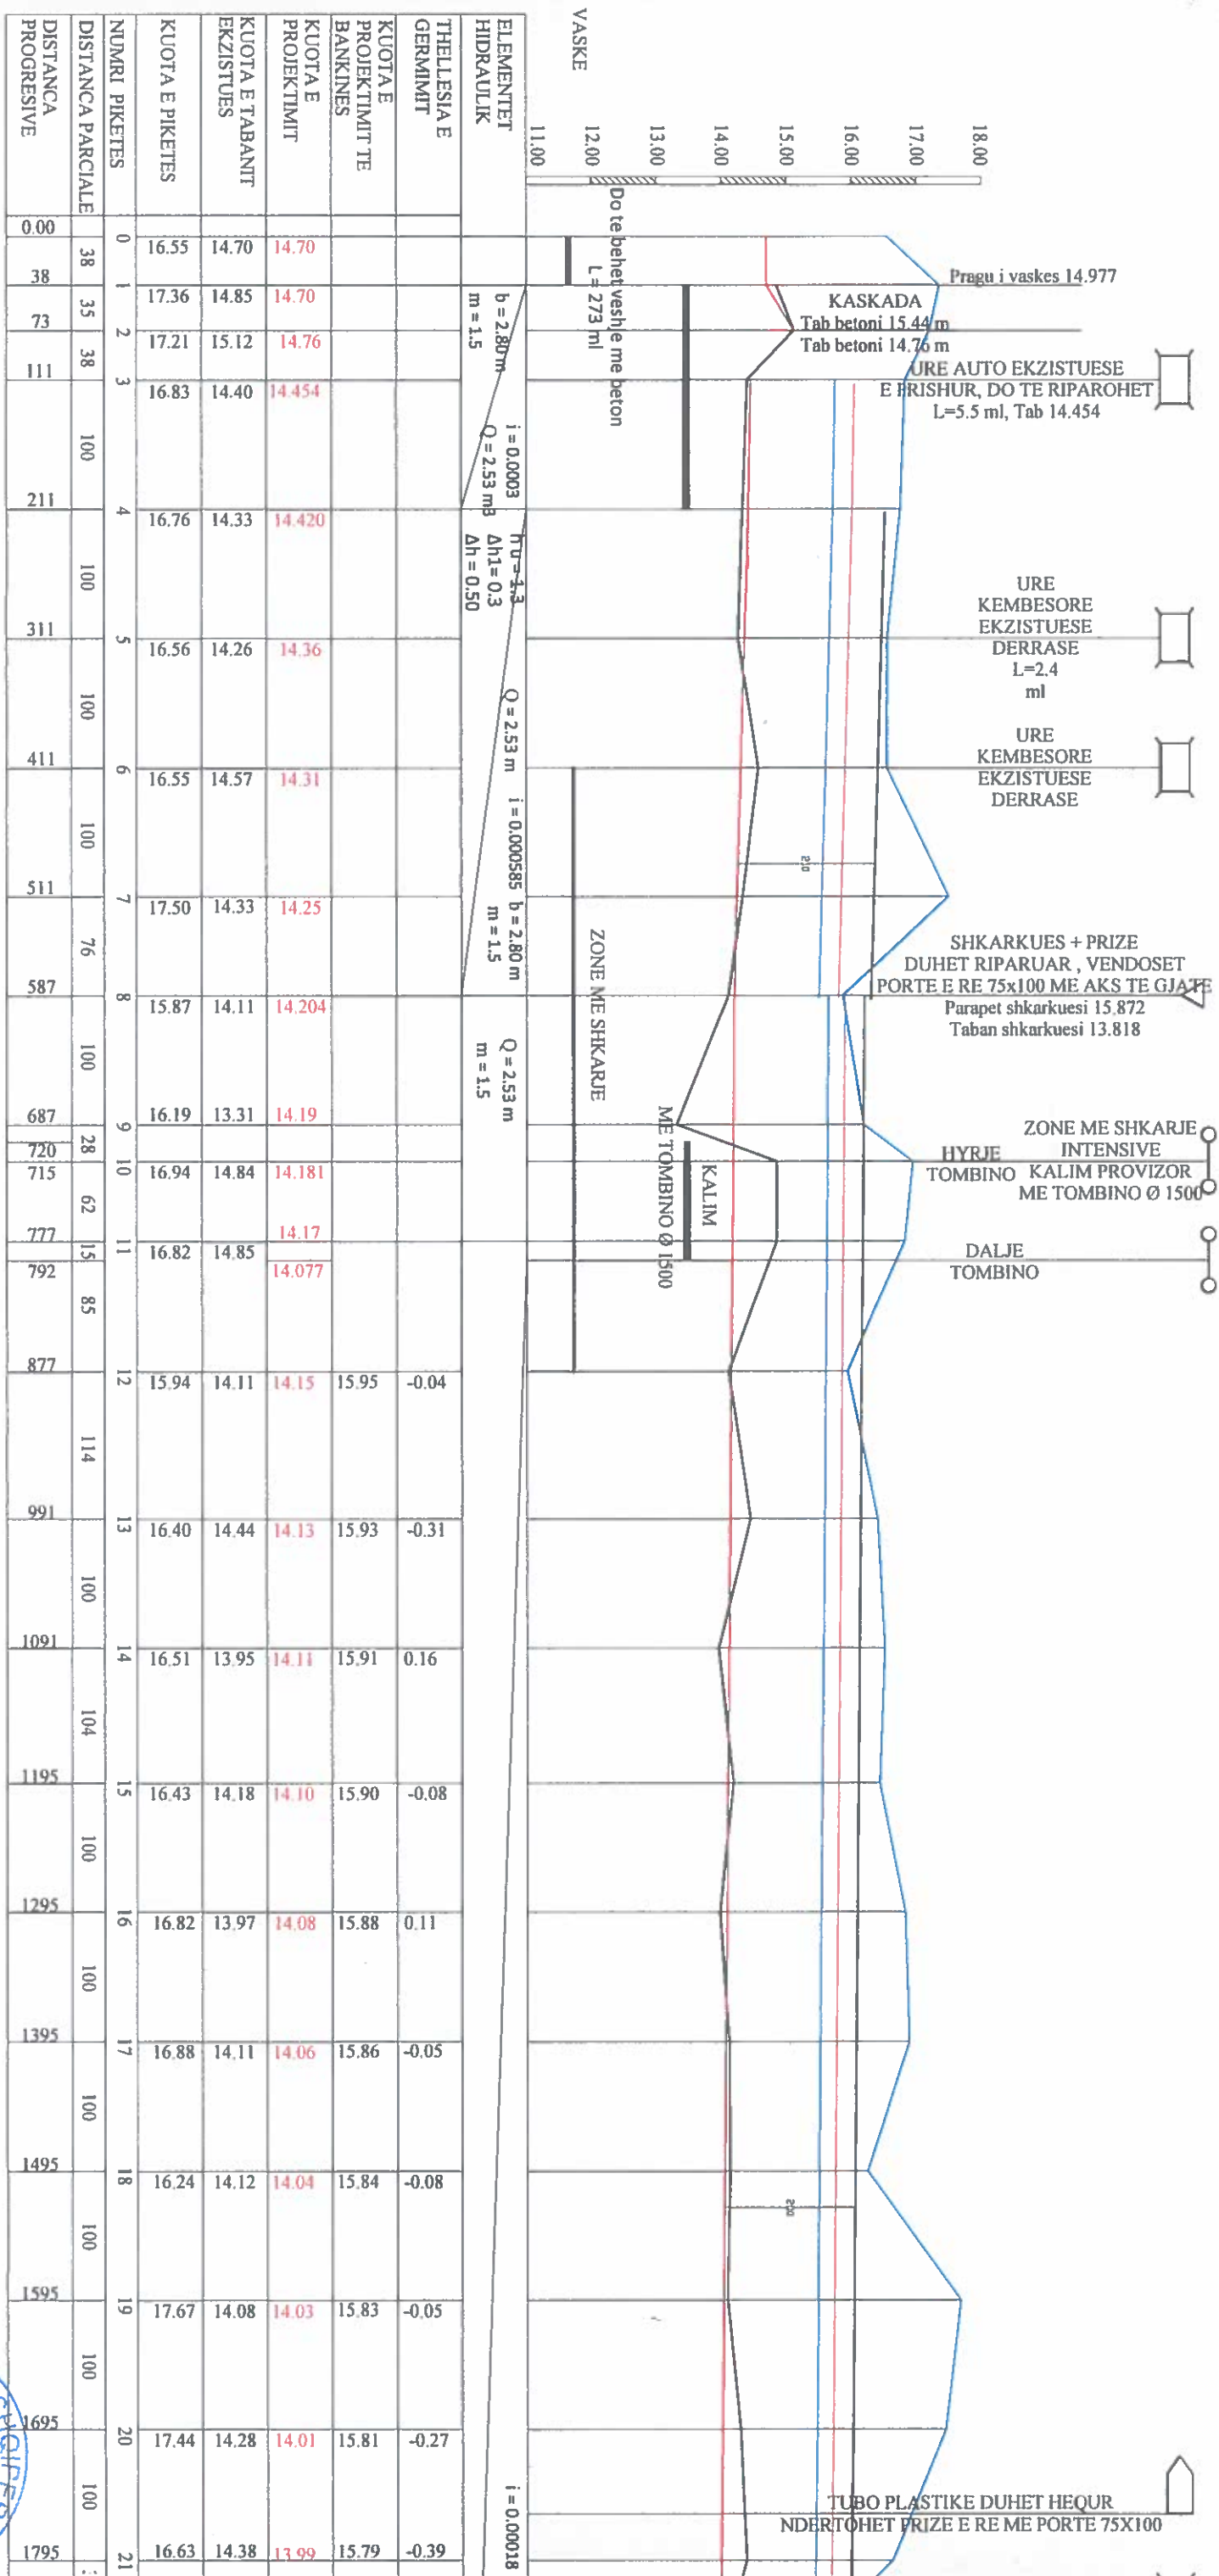 VASKE
18.00
17.00
16.00
15.00
14.00
13.00
12.00
11.00
Pragu i vaskes 14.977
KASKADA
Tab betoni 15.44 m
Tab betoni 14.76 m
URE AUTO EKZISTUESE
E PRISHUR, DO TE RIPAROHET
L=5.5 ml, Tab 14.454
URE
KEMBESORE
EKZISTUESE
DERRASE
L=2.4
ml
URE
KEMBESORE
EKZISTUESE
DERRASE
SHKARKUES + PRIZE
DUHET RIPARUAR , VENDOSET
PORTE E RE 75x100 ME AKS TE GJATE
Parapet shkarkuesi 15.872
Taban shkarkuesi 13.818
HYRJE
TOMBINO
ZONE ME SHKARJE
INTENSIVE
KALIM PROVIZOR
ME TOMBINO Ø 1500
DALJE
TOMBINO
TUBO PLASTIKE DUHET HEQUR
NDERTOHET PRIZE E RE ME PORTE 75X100
Do te behet veshje me beton
L = 273 ml
ZONE ME SHKARJE
KALIM
ME TOMBINO Ø 1500
ELEMENTET
HIDRAULIK
b = 2.80 m
m = 1.5
i = 0.0003
Q = 2.53 m3
h u = 1.3
Δh1= 0.3
Δh = 0.50
Q = 2.53 m
i = 0.000585
b = 2.80 m
m = 1.5
Q = 2.53 m
m = 1.5
i = 0.00018
THELLESIA E
GERMIMIT
-0.04 -0.31 0.16 -0.08 0.11 -0.05 -0.08 -0.05 -0.27 -0.39
KUOTA E
PROJEKTIMIT TE
BANKINES
15.95 15.93 15.91 15.90 15.88 15.86 15.84 15.83 15.81 15.79
KUOTA E
PROJEKTIMIT
14.70 14.70 14.76 14.454 14.420 14.36 14.31 14.25 14.204 14.19 14.181 14.17 14.077 14.15 14.13 14.11 14.10 14.08 14.06 14.04 14.03 14.01 13.99
KUOTA E TABANIT
EKZISTUES
14.70 14.85 15.12 14.40 14.33 14.26 14.57 14.33 14.11 13.31 14.84 14.85 14.11 14.44 13.95 14.18 13.97 14.11 14.12 14.08 14.28 14.38
KUOTA E PIKETES
16.55 17.36 17.21 16.83 16.76 16.56 16.55 17.50 15.87 16.19 16.94 16.82 15.94 16.40 16.51 16.43 16.82 16.88 16.24 17.67 17.44 16.63
NUMRI PIKETES
0 1 2 3 4 5 6 7 8 9 10 11 12 13 14 15 16 17 18 19 20 21
DISTANCA PARCIALE
38 35 38 100 100 100 100 76 100 28 62 15 85 114 100 104 100 100 100 100 100 100
DISTANCA
PROGRESIVE
0.00 38 73 111 211 311 411 511 587 687 720 715 777 792 877 991 1091 1195 1295 1395 1495 1595 1695 1795